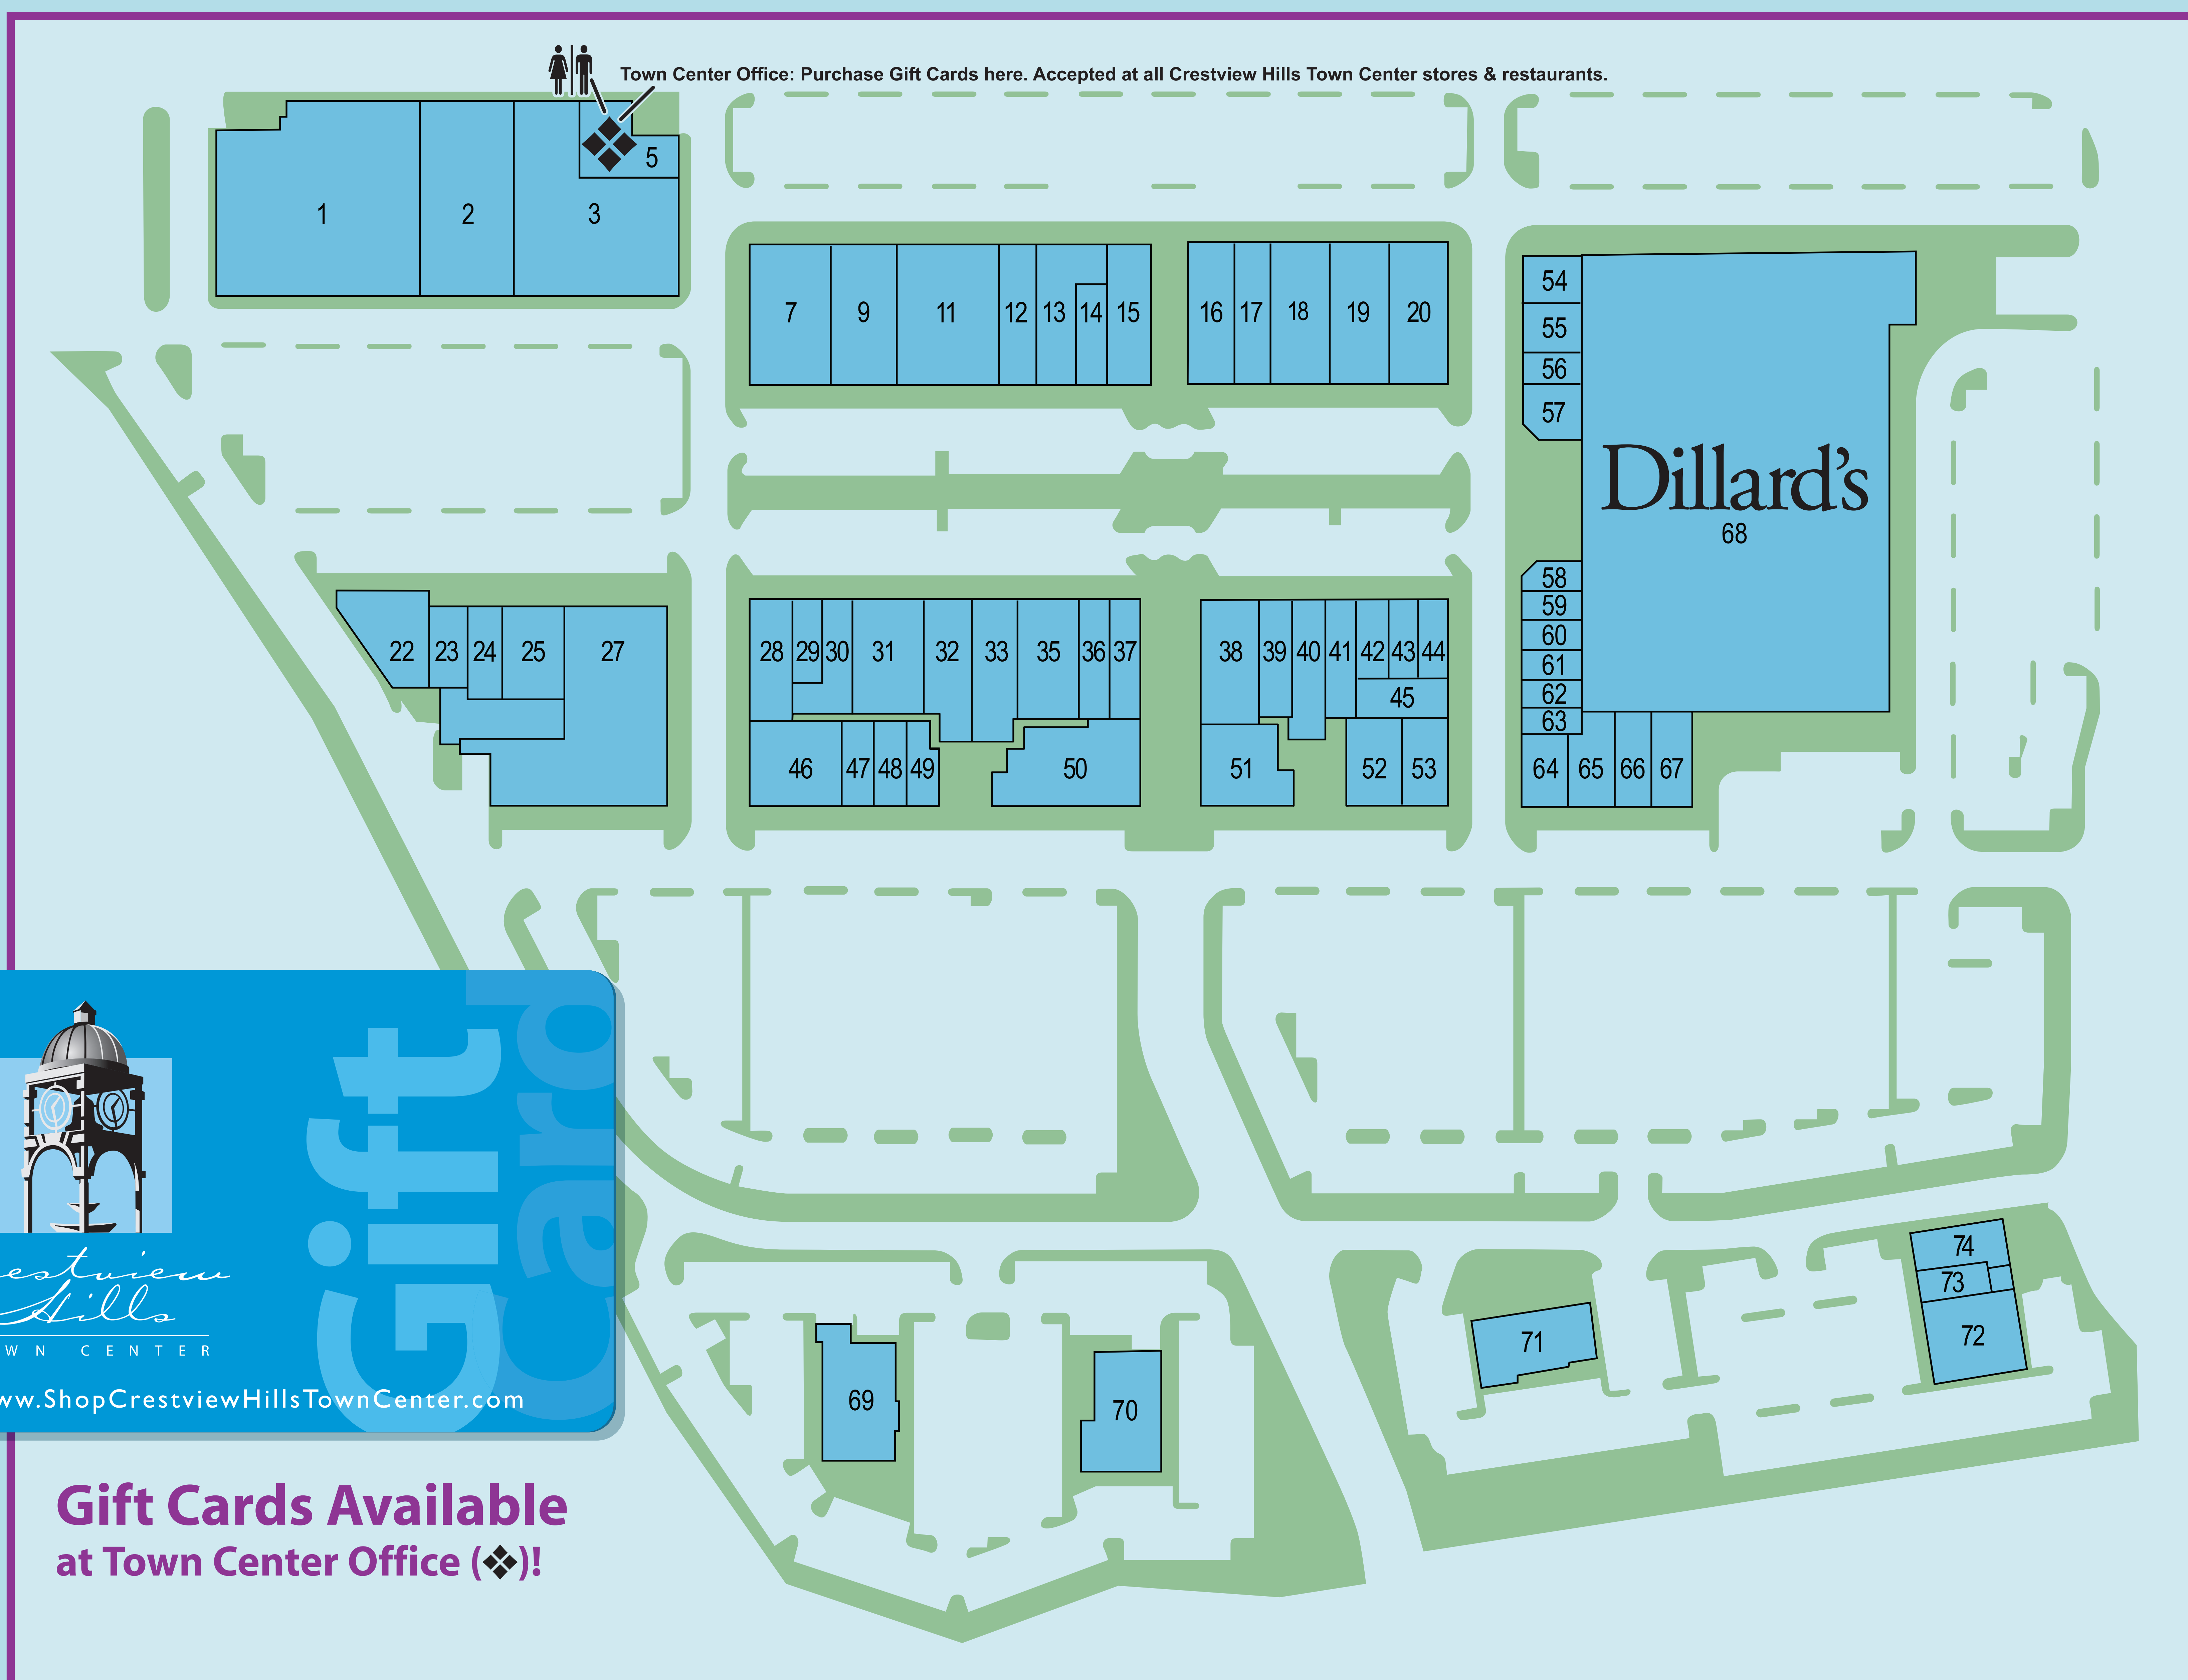 Town Center Office: Purchase Gift Cards here. Accepted at all Crestview Hills Town Center stores & restaurants.
5
1 2 3
7 9 11 12 13 14 15 16 17 18 19 20
54
55
56
57
Dillard's
68
58
59
60
61
62
63
64 65 66 67
22 23 24 25 27
28 29 30 31 32 33 35 36 37 38 39 40 41 42 43 44
45
46 47 48 49 50 51 52 53
Gift
Card
estview
Hills
WN CENTER
ww.ShopCrestviewHillsTownCenter.com
69 70 71
74
73
72
Gift Cards Available
at Town Center Office (❖)!